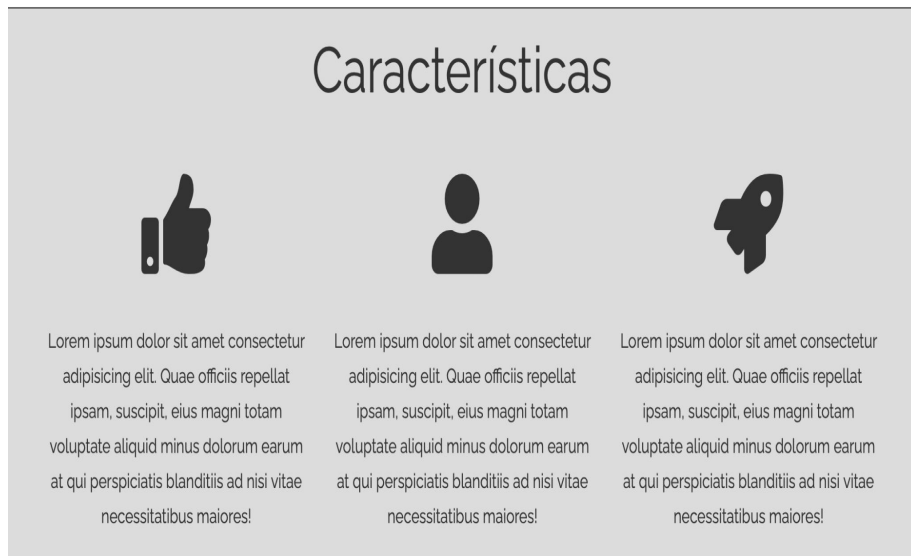 Características
Lorem ipsum dolor sit amet consectetur
adipisicing elit. Quae officiis repellat
ipsam, suscipit, eius magni totam
voluptate aliquid minus dolorum earum
at qui perspiciatis blanditiis ad nisi vitae
necessitatibus maiores!
Lorem ipsum dolor sit amet consectetur
adipisicing elit. Quae officiis repellat
ipsam, suscipit, eius magni totam
voluptate aliquid minus dolorum earum
at qui perspiciatis blanditiis ad nisi vitae
necessitatibus maiores!
Lorem ipsum dolor sit amet consectetur
adipisicing elit. Quae officiis repellat
ipsam, suscipit, eius magni totam
voluptate aliquid minus dolorum earum
at qui perspiciatis blanditiis ad nisi vitae
necessitatibus maiores!